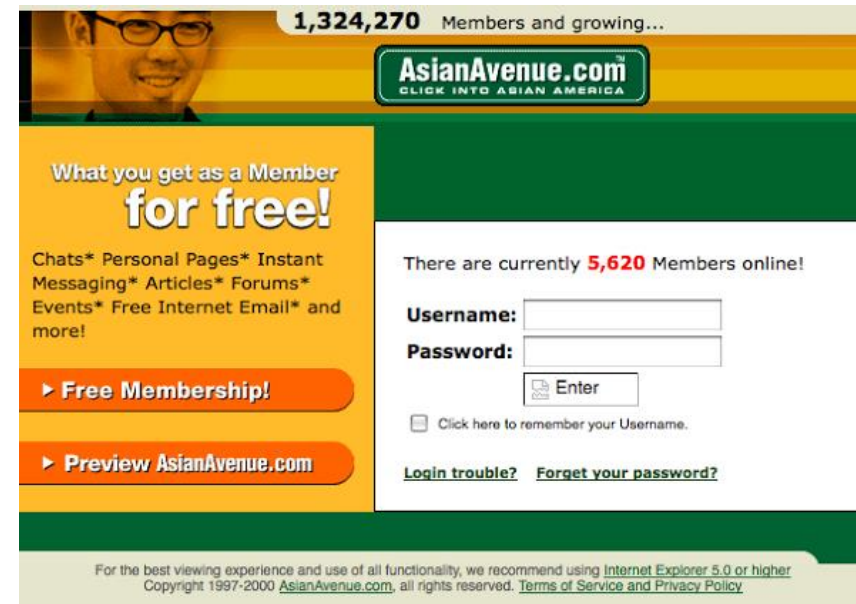 1,324,270 Members and growing...
AsianAvenue.com™
CLICK INTO ASIAN AMERICA
What you get as a Member
for free!
Chats* Personal Pages* Instant
Messaging* Articles* Forums*
Events* Free Internet Email* and
more!
Free Membership!
Preview AsianAvenue.com
There are currently 5,620 Members online!
Username:
Password:
Enter
Click here to remember your Username.
Login trouble? Forget your password?
For the best viewing experience and use of all functionality, we recommend using Internet Explorer 5.0 or higher
Copyright 1997-2000 AsianAvenue.com, all rights reserved. Terms of Service and Privacy Policy